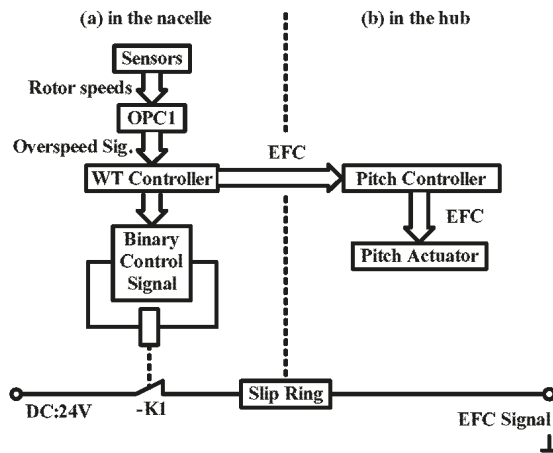 (a) in the nacelle
(b) in the hub
Sensors
Rotor speeds
OPC1
Overspeed Sig.
EFC
WT Controller
Pitch Controller
EFC
Binary
Control
Signal
Pitch Actuator
Slip Ring
DC:24V
-K1
EFC Signal